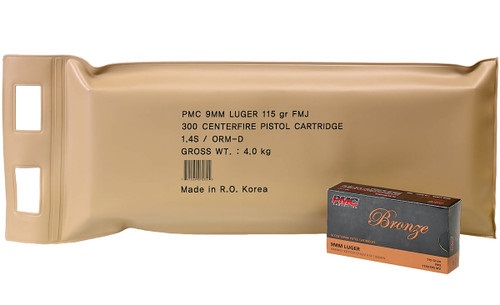 PMC 9MM LUGER 115 gr FMJ
300 CENTERFIRE PISTOL CARTRIDGE
1.4S / ORM-D
GROSS WT. : 4.0 kg
Made in R.O. Korea
PMC
Bronze
9MM LUGER